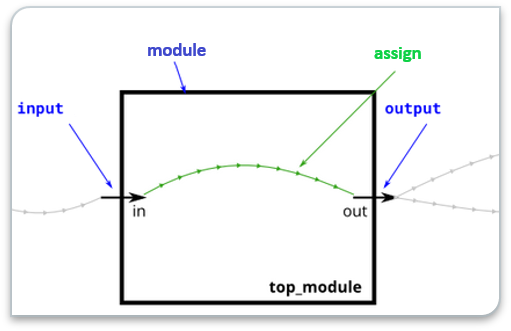 module
assign
input
output
in
out
top_module